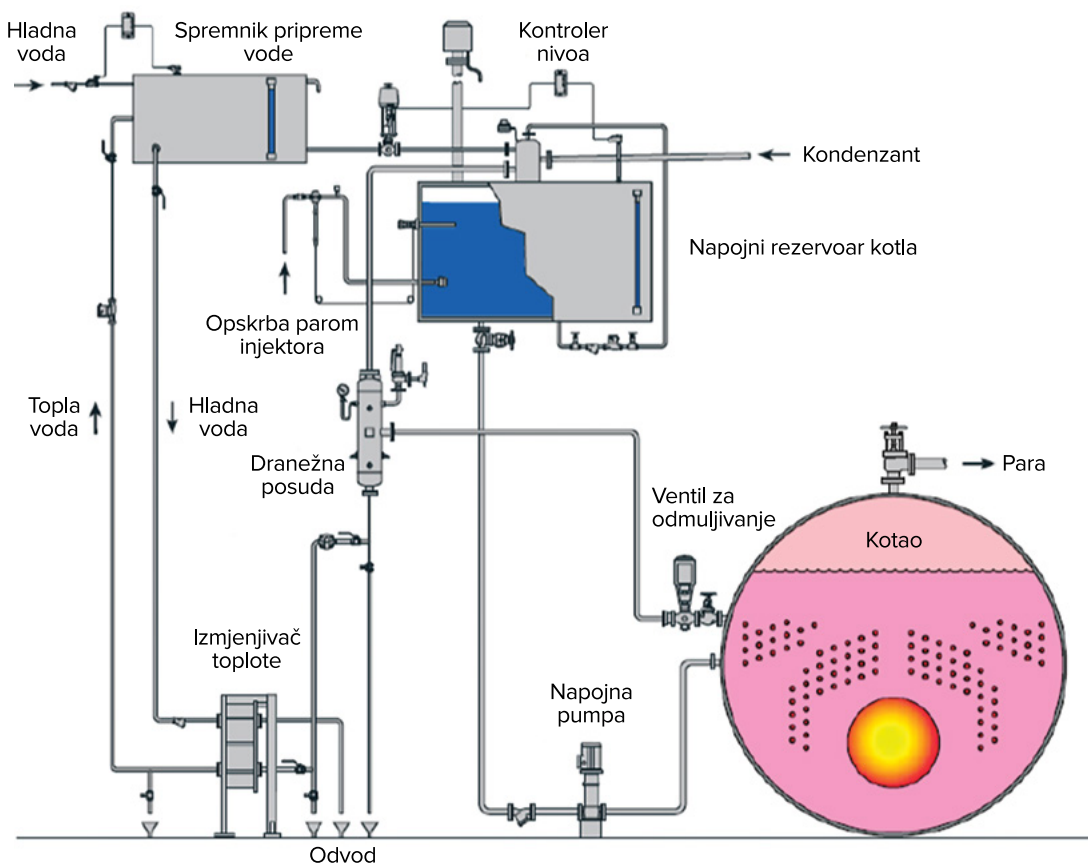 Hladna
voda
Spremnik pripreme
vode
Kontroler
nivoa
Kondenzant
Napojni rezervoar kotla
Opskrba parom
injektora
Topla
voda
Hladna
voda
Dranežna
posuda
Ventil za
odmuljivanje
Para
Kotao
Izmjenjivač
toplote
Napojna
pumpa
Odvod